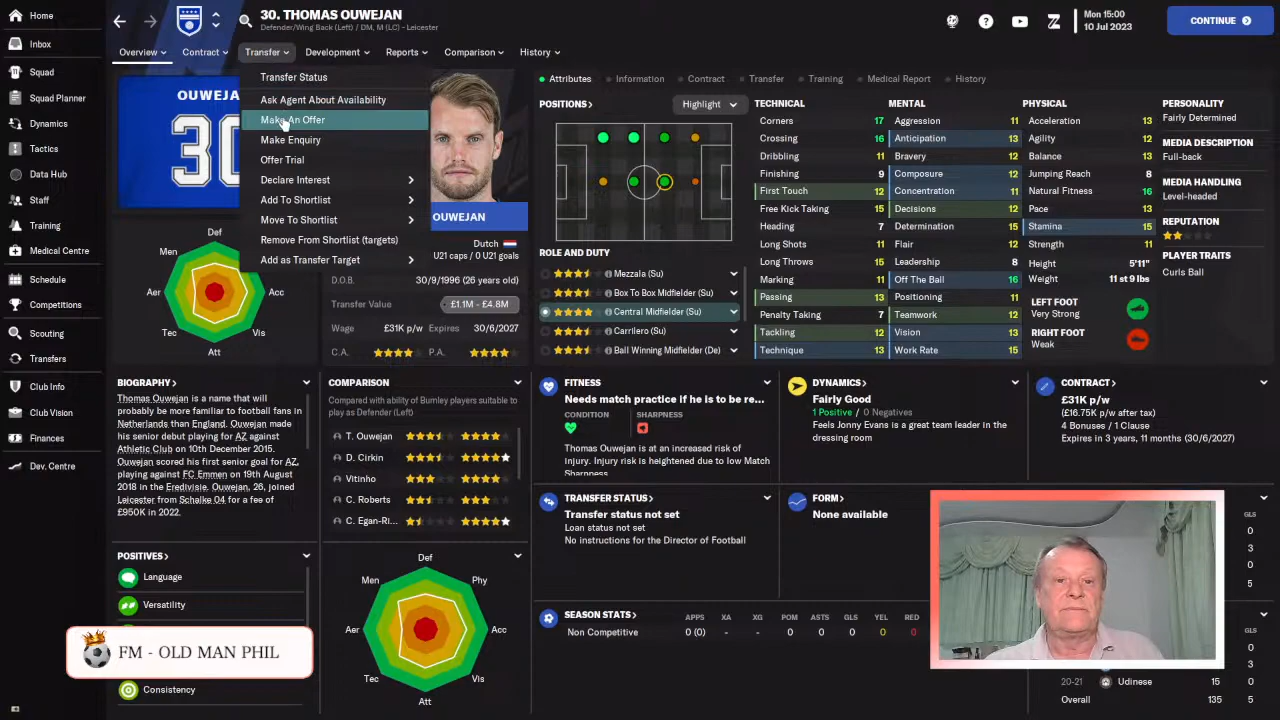 Home
Inbox
Squad
Squad Planner
Dynamics
Tactics
Data Hub
Staff
Training
Medical Centre
Schedule
Competitions
Scouting
Transfers
Club Info
Club Vision
Finances
Dev. Centre
30. THOMAS OUWEJAN
Defender/Wing Back (Left) / DM, M (LC) - Leicester
Mon 15:00
10 Jul 2023
CONTINUE
Overview
Contract
Transfer
Development
Reports
Comparison
History
Transfer Status
Ask Agent About Availability
Make An Offer
Make Enquiry
Offer Trial
Declare Interest
Add To Shortlist
Move To Shortlist
Remove From Shortlist (targets)
Add as Transfer Target
OUWEJA
30
OUWEJAN
Dutch
U21 caps / 0 U21 goals
D.O.B. 30/9/1996 (26 years old)
Transfer Value £1.1M - £4.8M
Wage £31K p/w Expires 30/6/2027
C.A. P.A.
Def
Men
Aer Acc
Tec Vis
Att
Attributes
Information
Contract
Transfer
Training
Medical Report
History
POSITIONS
Highlight
ROLE AND DUTY
Mezzala (Su)
Box To Box Midfielder (Su)
Central Midfielder (Su)
Carrilero (Su)
Ball Winning Midfielder (De)
TECHNICAL
Corners 17
Crossing 16
Dribbling 11
Finishing 9
First Touch 12
Free Kick Taking 15
Heading 7
Long Shots 11
Long Throws 15
Marking 11
Passing 13
Penalty Taking 7
Tackling 12
Technique 13
MENTAL
Aggression 11
Anticipation 13
Bravery 12
Composure 12
Concentration 11
Decisions 12
Determination 15
Flair 12
Leadership 8
Off The Ball 16
Positioning 11
Teamwork 12
Vision 13
Work Rate 15
PHYSICAL
Acceleration 13
Agility 12
Balance 13
Jumping Reach 8
Natural Fitness 16
Pace 13
Stamina 15
Strength 11
Height 5'11"
Weight 11 st 9 lbs
LEFT FOOT
Very Strong
RIGHT FOOT
Weak
PERSONALITY
Fairly Determined
MEDIA DESCRIPTION
Full-back
MEDIA HANDLING
Level-headed
REPUTATION
PLAYER TRAITS
Curls Ball
BIOGRAPHY
Thomas Ouwejan is a name that will
probably be more familiar to football fans in
Netherlands than England. Ouwejan made
his senior debut playing for AZ against
Athletic Club on 10th December 2015.
Ouwejan scored his first senior goal for AZ,
playing against FC Emmen on 19th August
2018 in the Eredivisie. Ouwejan, 26, joined
Leicester from Schalke 04 for a fee of
£950K in 2022.
POSITIVES
Language
Versatility
Consistency
COMPARISON
Compared with ability of Burnley players suitable
to play as Defender (Left)
T. Ouwejan
D. Cirkin
Vitinho
C. Roberts
C. Egan-Ri...
Def
Men Phy
Aer Acc
Tec Vis
Att
FITNESS
Needs match practice if he is to be re...
CONDITION SHARPNESS
Thomas Ouwejan is at an increased risk of
injury. Injury risk is heightened due to low Match
Sharpness
DYNAMICS
Fairly Good
1 Positive / 0 Negatives
Feels Jonny Evans is a great team leader in the
dressing room
CONTRACT
£31K p/w
(£16.75K p/w after tax)
4 Bonuses / 1 Clause
Expires in 3 years, 11 months (30/6/2027)
TRANSFER STATUS
Transfer status not set
Loan status not set
No instructions for the Director of Football
FORM
None available
SEASON STATS APPS XA XG POM ASTS GLS YEL RED
Non Competitive 0 (0) - - 0 0 0 0 0
GLS
0
3
0
5
GLS
0
3
20-21 Udinese 15 0
Overall 135 5
FM - OLD MAN PHIL